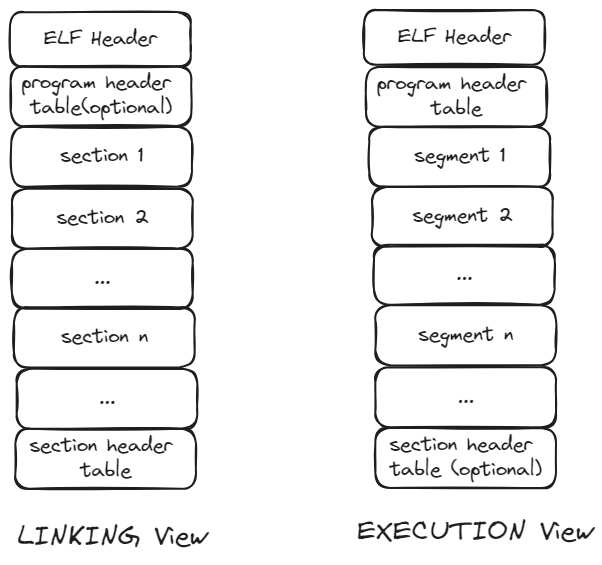 ELF Header
program header
table(optional)
section 1
section 2
...
section n
...
section header
table
LINKING View
ELF Header
program header
table
segment 1
segment 2
...
segment n
...
section header
table (optional)
EXECUTION View